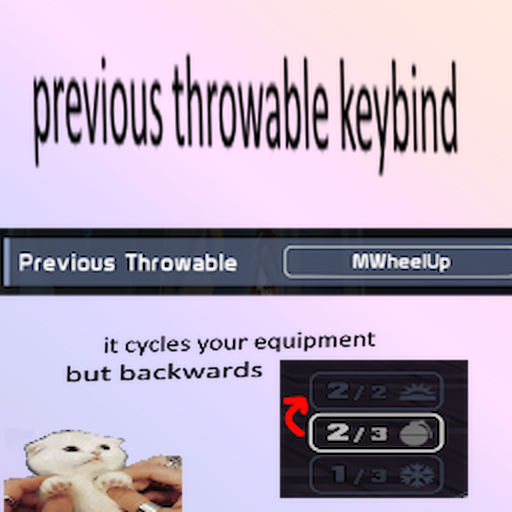 previous throwable keybind
Previous Throwable MWheelUp
it cycles your equipment
but backwards
2/2
2/3
1/3